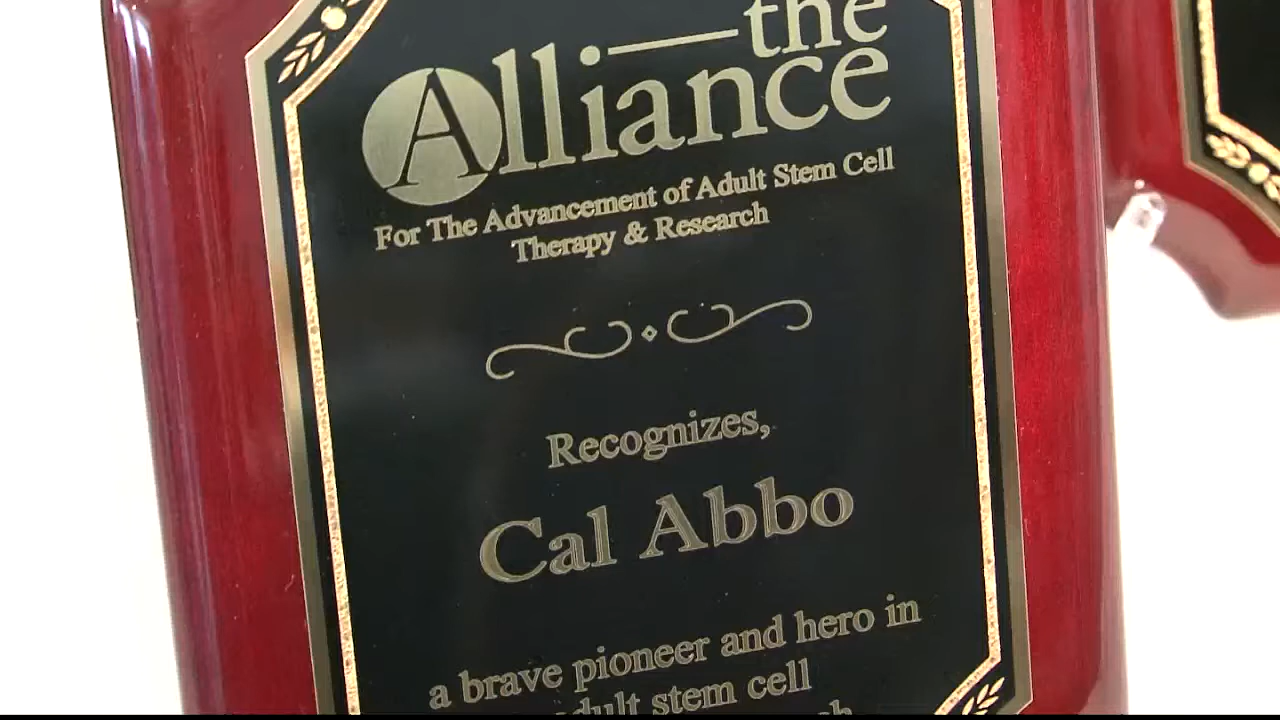 the
Alliance
For The Advancement of Adult Stem Cell
Therapy & Research
Recognizes,
Cal Abbo
a brave pioneer and hero in
adult stem cell